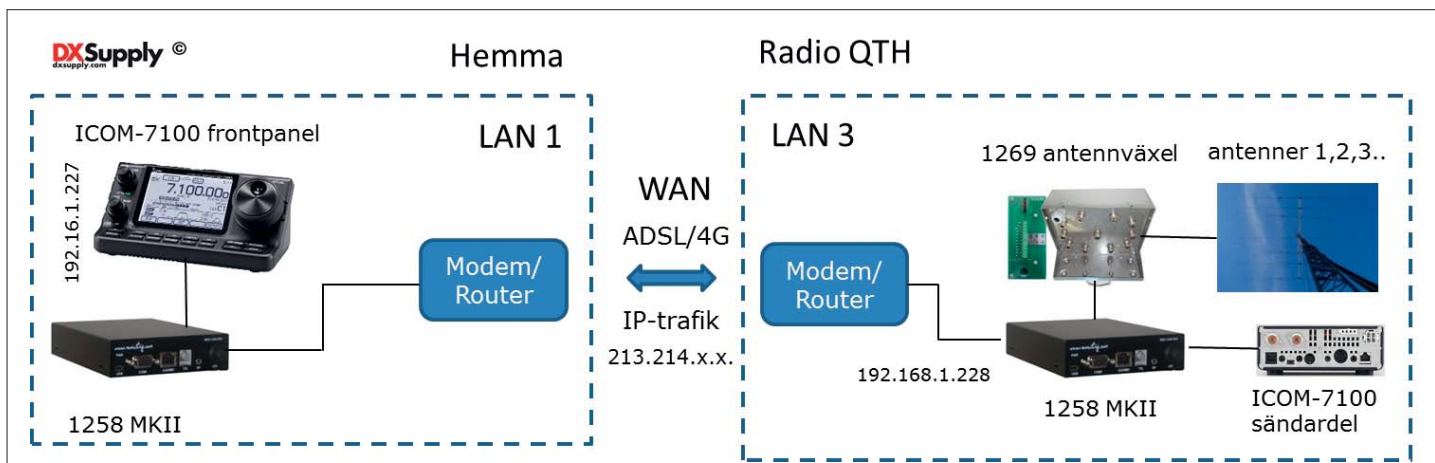 DXSupply ©
dxsupply.com
Hemma
Radio QTH
ICOM-7100 frontpanel
LAN 1
192.16.1.227
7.100.00
Modem/
Router
1258 MKII
WAN
ADSL/4G
IP-trafik
213.214.x.x.
LAN 3
1269 antennväxel
antenner 1,2,3..
Modem/
Router
192.168.1.228
1258 MKII
ICOM-7100
sändardel